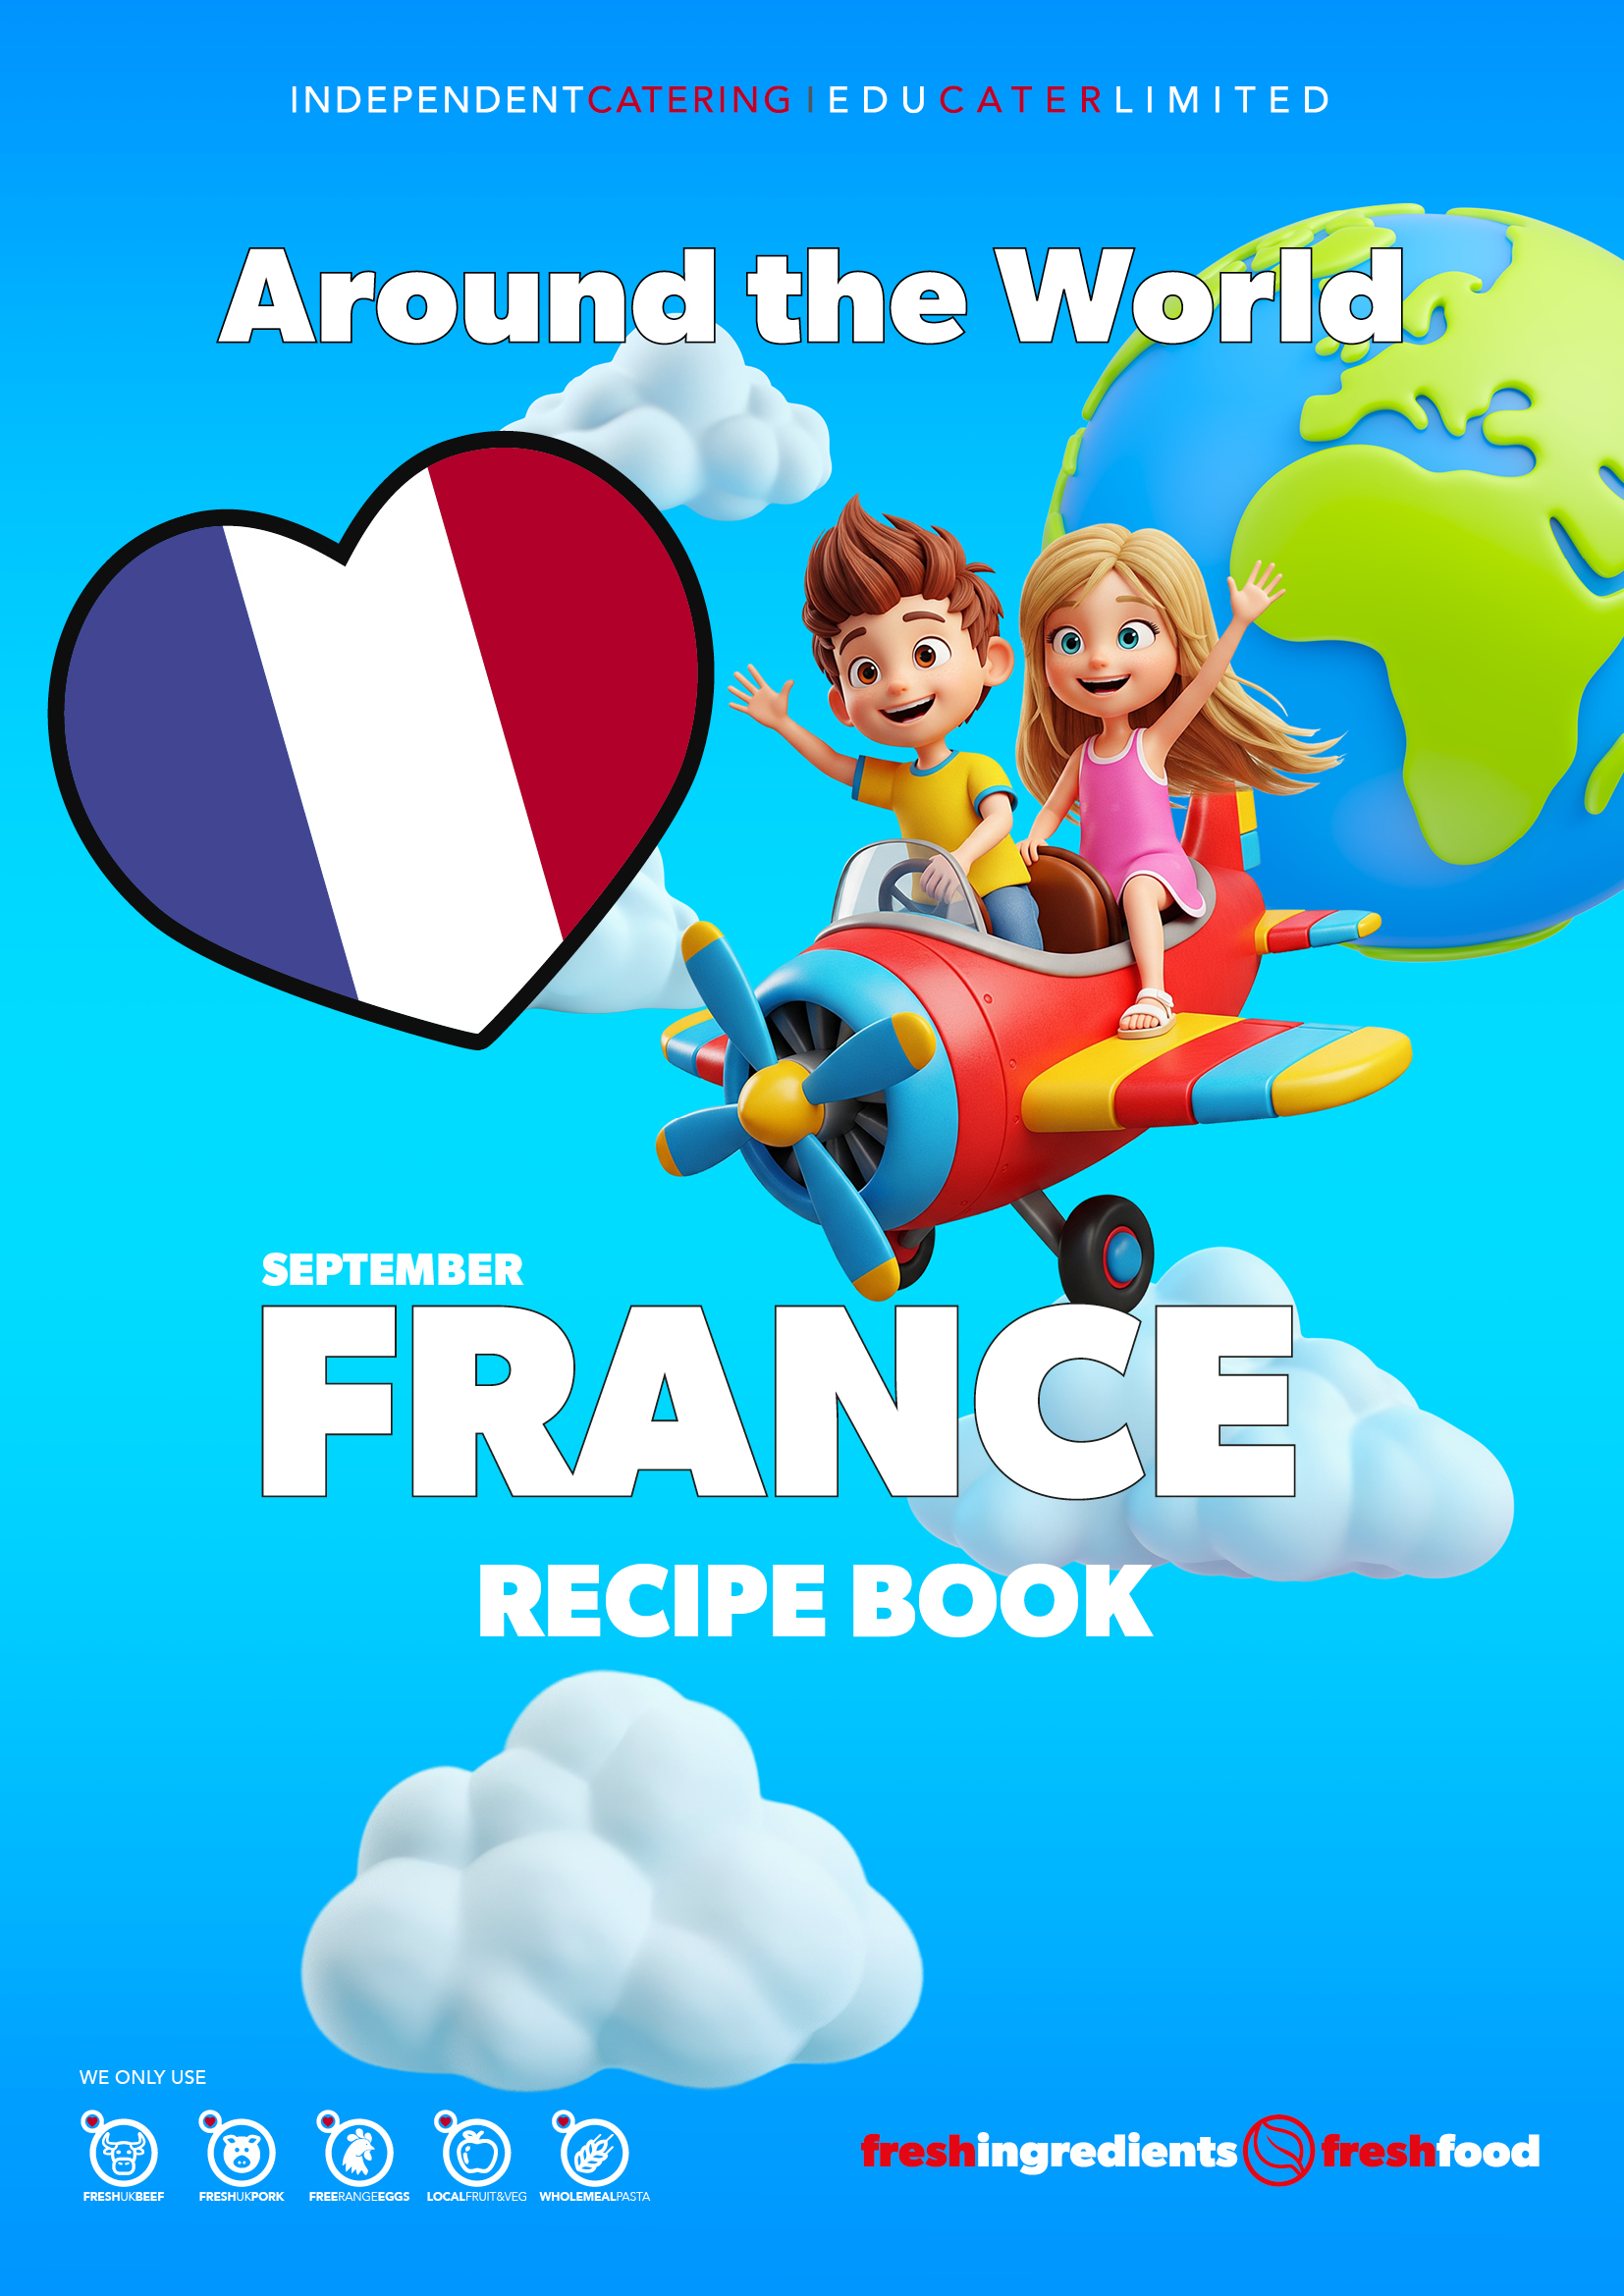 INDEPENDENTCATERING | EDUCATERLIMITED
Around the World
SEPTEMBER
FRANCE
RECIPE BOOK
WE ONLY USE
FRESHUKBEEF FRESHUKPORK FREERANGEEGGS LOCALFRUIT&VEG WHOLEMEALPASTA
freshingredients freshfood